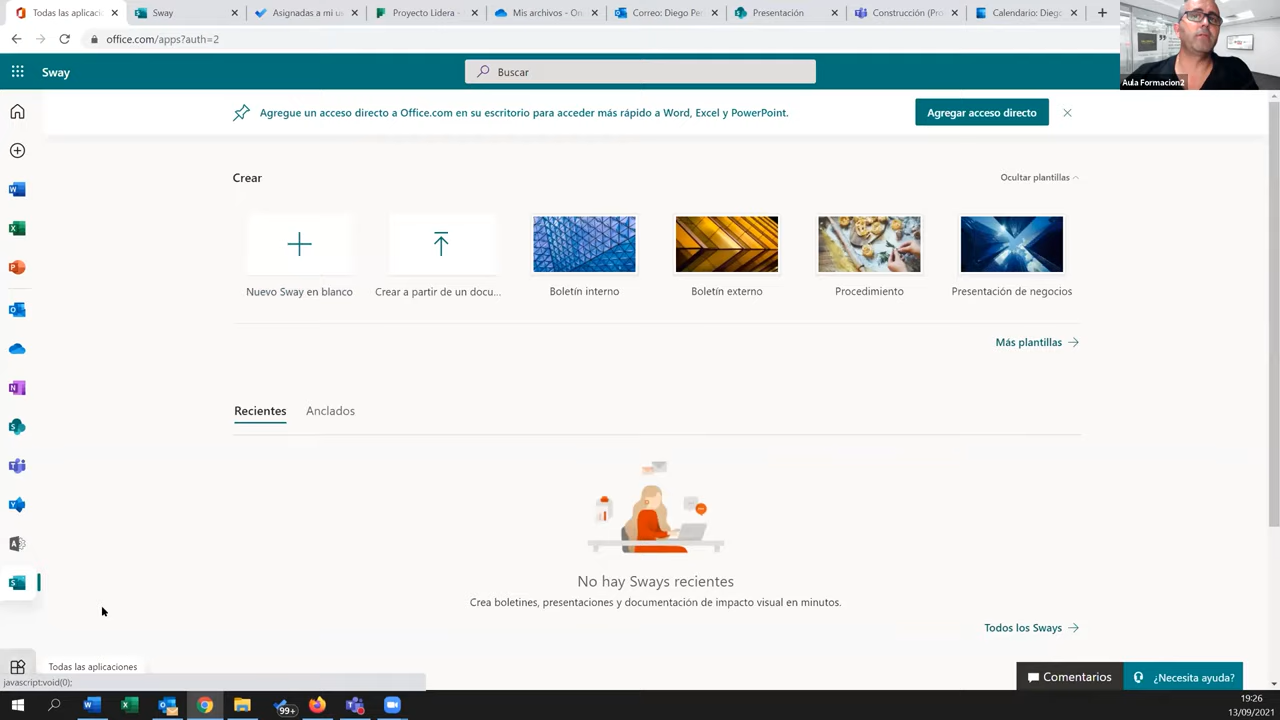 Todas las aplicaci
Sway
Asignadas a mi u
Proyecto Lidera -
Mis archivos - On
Correo: Diego Pe
Presentación
Construcción (Pro
Calendario: Dieg
office.com/apps?auth=2
Sway
Buscar
Aula Formacion2
Agregue un acceso directo a Office.com en su escritorio para acceder más rápido a Word, Excel y PowerPoint.
Agregar acceso directo
Crear
Ocultar plantillas
Nuevo Sway en blanco
Crear a partir de un docu...
Boletín interno
Boletín externo
Procedimiento
Presentación de negocios
Más plantillas
Recientes
Anclados
No hay Sways recientes
Crea boletines, presentaciones y documentación de impacto visual en minutos.
Todos los Sways
Todas las aplicaciones
javascript:void(0);
Comentarios
¿Necesita ayuda?
99+
19:26
13/09/2021